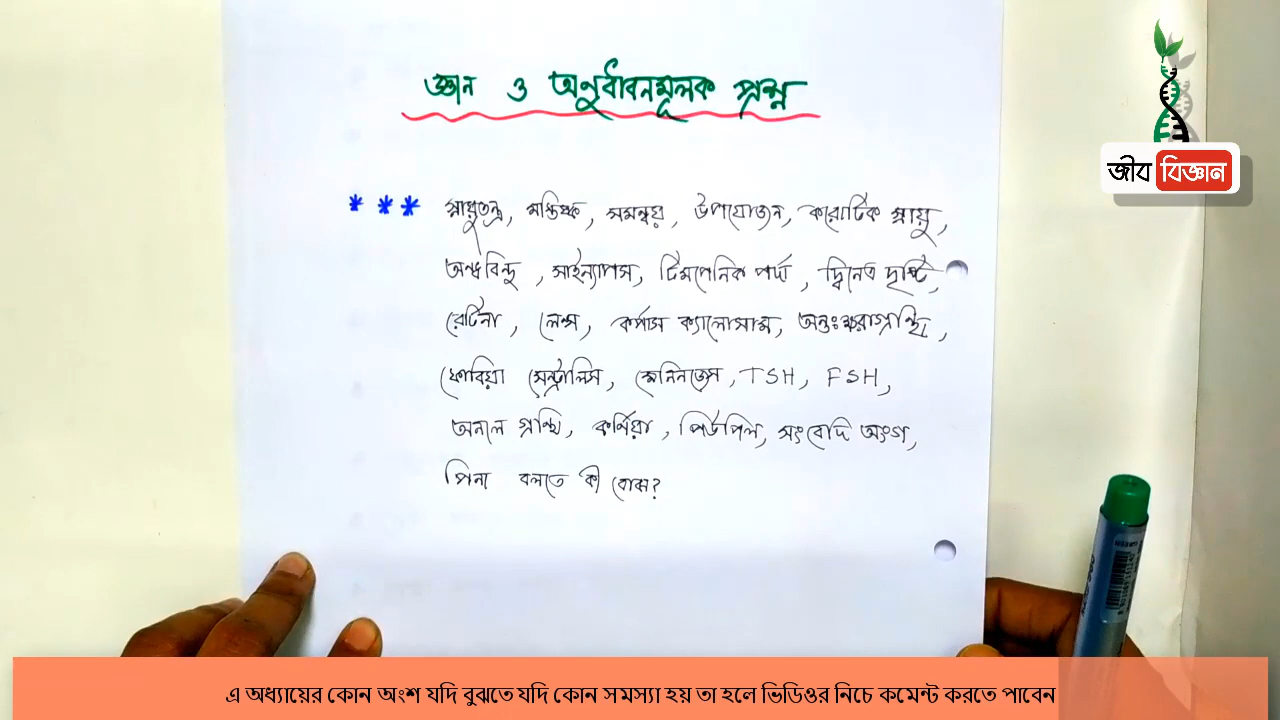 জ্ঞান ও অনুধাবনমূলক প্রশ্ন
জীব বিজ্ঞান
*** স্নায়ুতন্ত্র, মস্তিষ্ক, সমন্বয়, উপযোজন, করোটিক স্নায়ু,
অন্ধবিন্দু, সাইন্যাপস, টিমপেনিক পর্দা, দ্বিনেত্র দৃষ্টি,
রেটিনা, লেন্স, কর্পাস ক্যালোসাম, অন্তঃক্ষরাগ্রন্থি,
ফোবিয়া সেন্ট্রালিস, মেনিনজেস, TSH, FSH,
অনাল গ্রন্থি, কর্ণিয়া, পিউপিল, সংবেদি অংগ,
পিনা বলতে কী বোঝ?
এ অধ্যায়ের কোন অংশ যদি বুঝতে যদি কোন সমস্যা হয় তা হলে ভিডিওর নিচে কমেন্ট করতে পাবেন